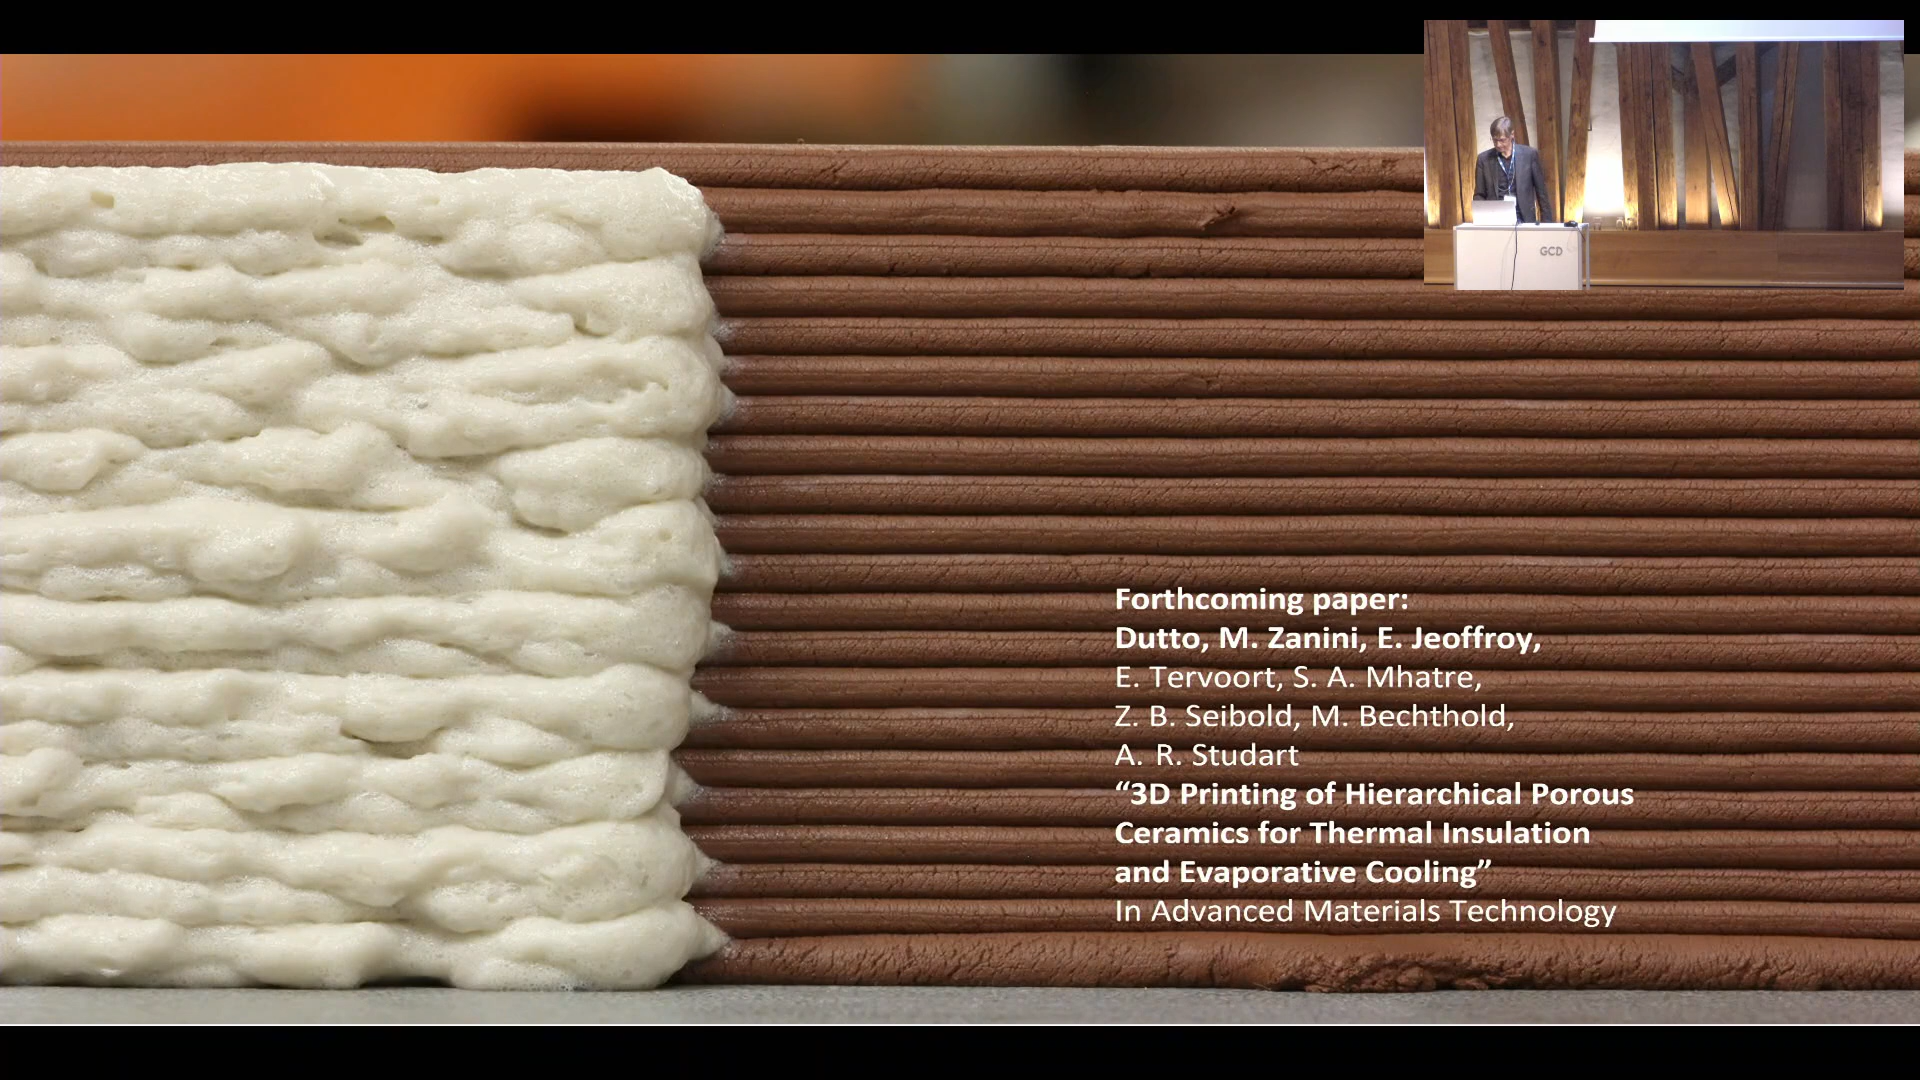 GCD
Forthcoming paper:
Dutto, M. Zanini, E. Jeoffroy,
E. Tervoort, S. A. Mhatre,
Z. B. Seibold, M. Bechthold,
A. R. Studart
“3D Printing of Hierarchical Porous
Ceramics for Thermal Insulation
and Evaporative Cooling”
In Advanced Materials Technology